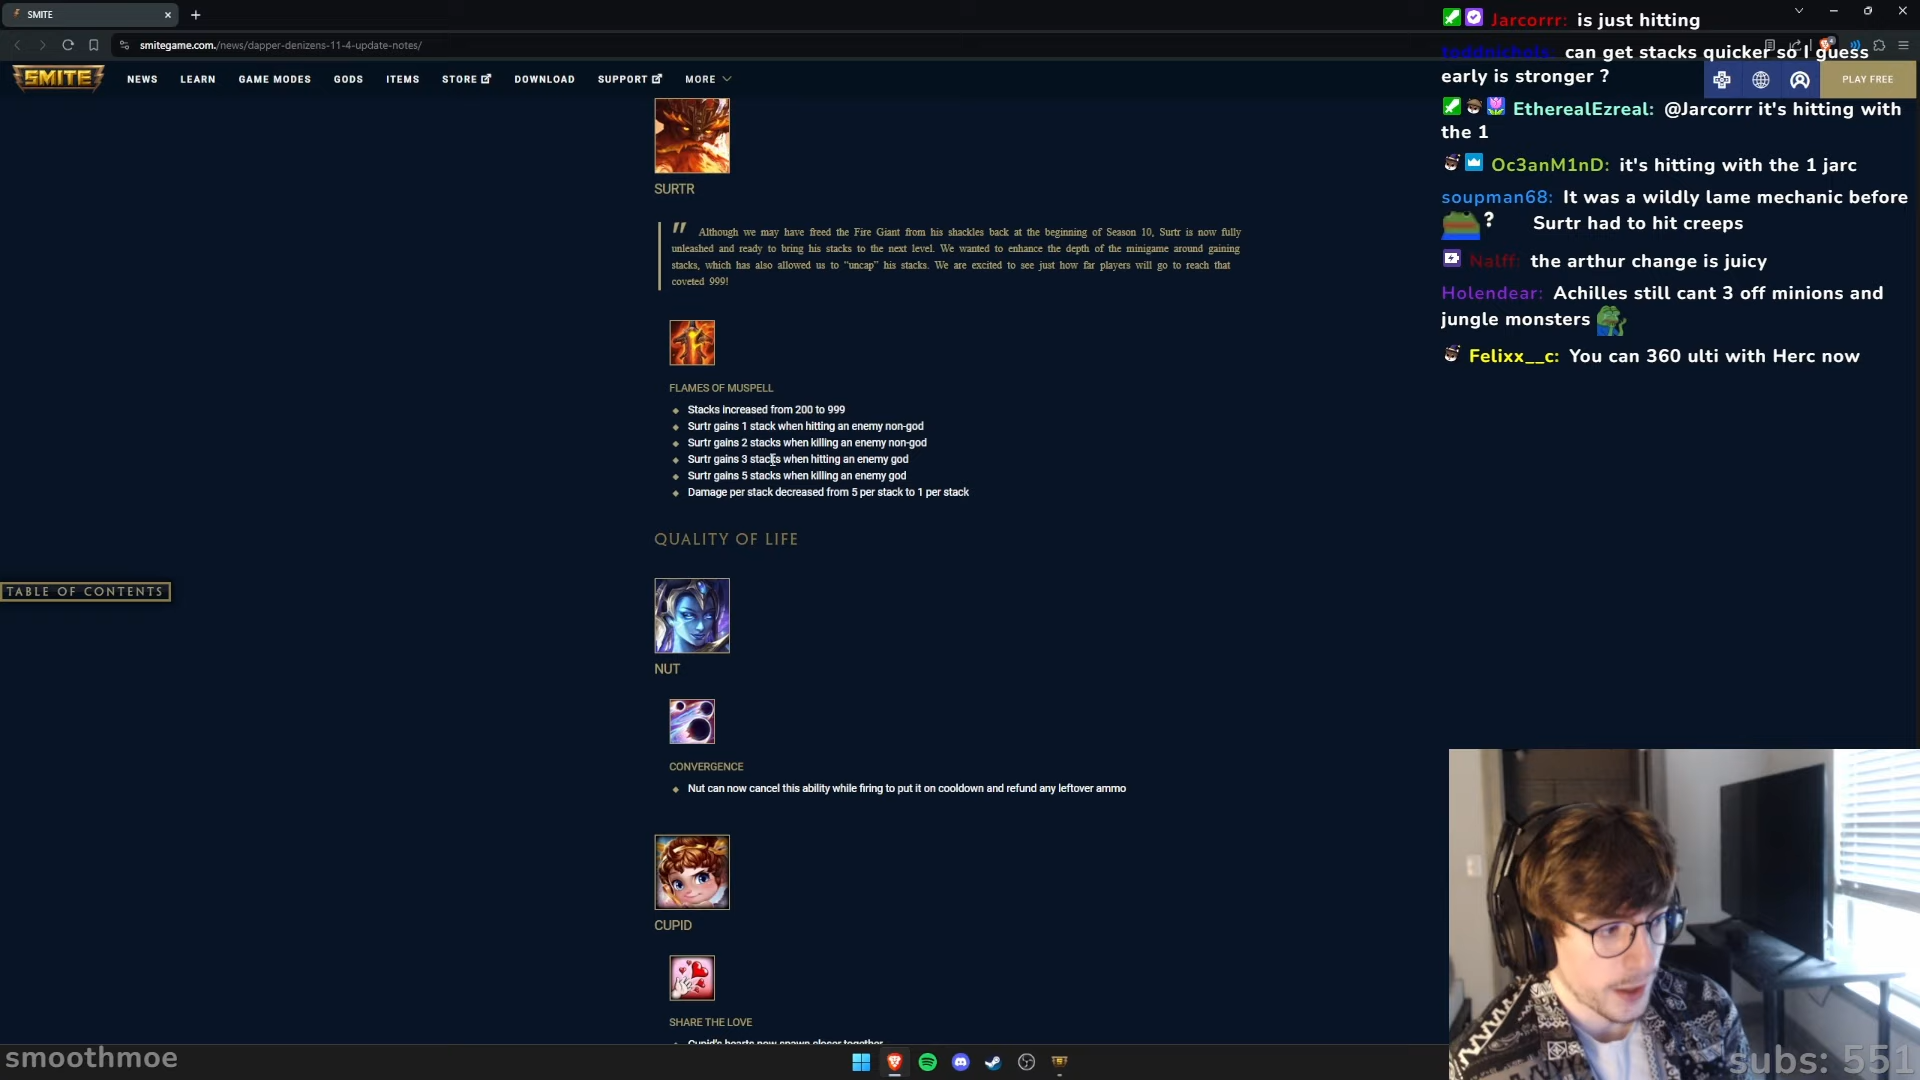 SMITE
smitegame.com./news/dapper-denizens-11-4-update-notes/
SMITE
NEWS LEARN GAME MODES GODS ITEMS STORE DOWNLOAD SUPPORT MORE
PLAY FREE
SURTR
" Although we may have freed the Fire Giant from his shackles back at the beginning of Season 10, Surtr is now fully
unleashed and ready to bring his stacks to the next level. We wanted to enhance the depth of the minigame around gaining
stacks, which has also allowed us to "uncap" his stacks. We are excited to see just how far players will go to reach that
coveted 999!
FLAMES OF MUSPELL
Stacks increased from 200 to 999
Surtr gains 1 stack when hitting an enemy non-god
Surtr gains 2 stacks when killing an enemy non-god
Surtr gains 3 stacks when hitting an enemy god
Surtr gains 5 stacks when killing an enemy god
Damage per stack decreased from 5 per stack to 1 per stack
QUALITY OF LIFE
TABLE OF CONTENTS
NUT
CONVERGENCE
Nut can now cancel this ability while firing to put it on cooldown and refund any leftover ammo
CUPID
SHARE THE LOVE
Cupid's hearts now spawn closer together
Jarcorrr: is just hitting
toddnichols: can get stacks quicker so I guess
early is stronger ?
EtherealEzreal: @Jarcorrr it's hitting with
the 1
Oc3anM1nD: it's hitting with the 1 jarc
soupman68: It was a wildly lame mechanic before
? Surtr had to hit creeps
Nalff: the arthur change is juicy
Holendear: Achilles still cant 3 off minions and
jungle monsters
Felixx__c: You can 360 ulti with Herc now
smoothmoe
subs: 551